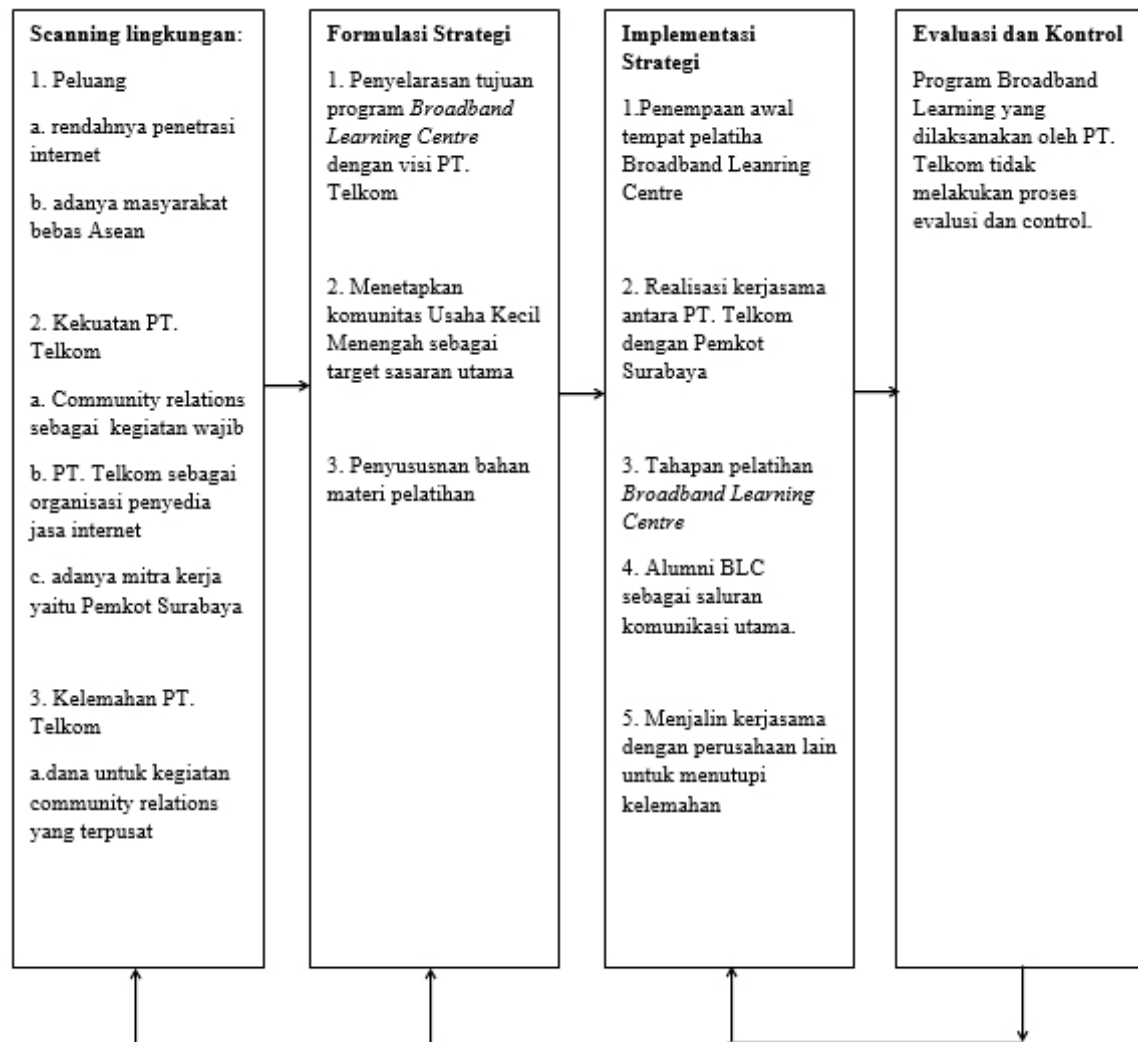 Scanning lingkungan:
1. Peluang
a. rendahnya penetrasi
internet
b. adanya masyarakat
bebas Asean
2. Kekuatan PT.
Telkom
a. Community relations
sebagai kegiatan wajib
b. PT. Telkom sebagai
organisasi penyedia
jasa internet
c. adanya mitra kerja
yaitu Pemkot Surabaya
3. Kelemahan PT.
Telkom
a.dana untuk kegiatan
community relations
yang terpusat
Formulasi Strategi
1. Penyelarasan tujuan
program Broadband
Learning Centre
dengan visi PT.
Telkom
2. Menetapkan
komunitas Usaha Kecil
Menengah sebagai
target sasaran utama
3. Penyususnan bahan
materi pelatihan
Implementasi
Strategi
1.Penempaan awal
tempat pelatiha
Broadband Leanring
Centre
2. Realisasi kerjasama
antara PT. Telkom
dengan Pemkot
Surabaya
3. Tahapan pelatihan
Broadband Learning
Centre
4. Alumni BLC
sebagai saluran
komunikasi utama.
5. Menjalin kerjasama
dengan perusahaan lain
untuk menutupi
kelemahan
Evaluasi dan Kontrol
Program Broadband
Learning yang
dilaksanakan oleh PT.
Telkom tidak
melakukan proses
evalusi dan control.